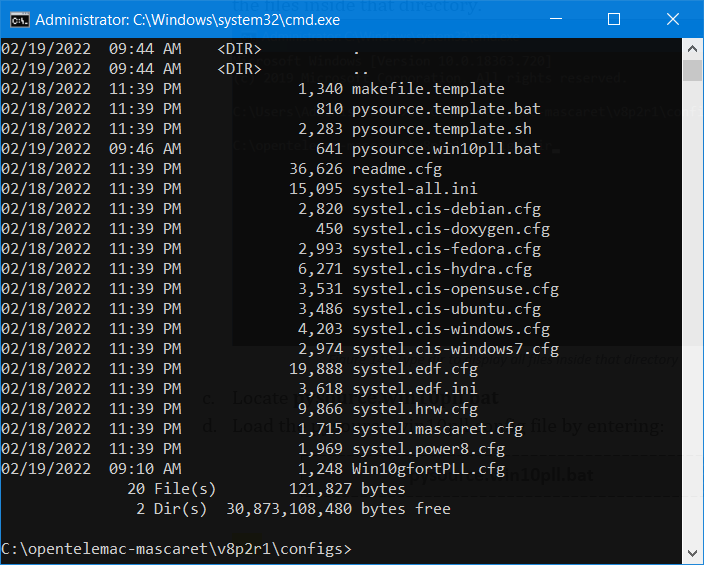 Administrator: C:\Windows\system32\cmd.exe
02/19/2022  09:44 AM    <DIR>          .
02/19/2022  09:44 AM    <DIR>          ..
02/18/2022  11:39 PM             1,340 makefile.template
02/18/2022  11:39 PM               810 pysource.template.bat
02/18/2022  11:39 PM             2,283 pysource.template.sh
02/19/2022  09:46 AM               641 pysource.win10pll.bat
02/18/2022  11:39 PM            36,626 readme.cfg
02/18/2022  11:39 PM            15,095 systel-all.ini
02/18/2022  11:39 PM             2,820 systel.cis-debian.cfg
02/18/2022  11:39 PM               450 systel.cis-doxygen.cfg
02/18/2022  11:39 PM             2,993 systel.cis-fedora.cfg
02/18/2022  11:39 PM             6,271 systel.cis-hydra.cfg
02/18/2022  11:39 PM             3,531 systel.cis-opensuse.cfg
02/18/2022  11:39 PM             3,486 systel.cis-ubuntu.cfg
02/18/2022  11:39 PM             4,203 systel.cis-windows.cfg
02/18/2022  11:39 PM             2,974 systel.cis-windows7.cfg
02/18/2022  11:39 PM            19,888 systel.edf.cfg
02/18/2022  11:39 PM             3,618 systel.edf.ini
02/18/2022  11:39 PM             9,866 systel.hrw.cfg
02/18/2022  11:39 PM             1,715 systel.mascaret.cfg
02/18/2022  11:39 PM             1,969 systel.power8.cfg
02/19/2022  09:10 AM             1,248 Win10gfortPLL.cfg
              20 File(s)        121,827 bytes
               2 Dir(s)  30,873,108,480 bytes free
C:\opentelemac-mascaret\v8p2r1\configs>